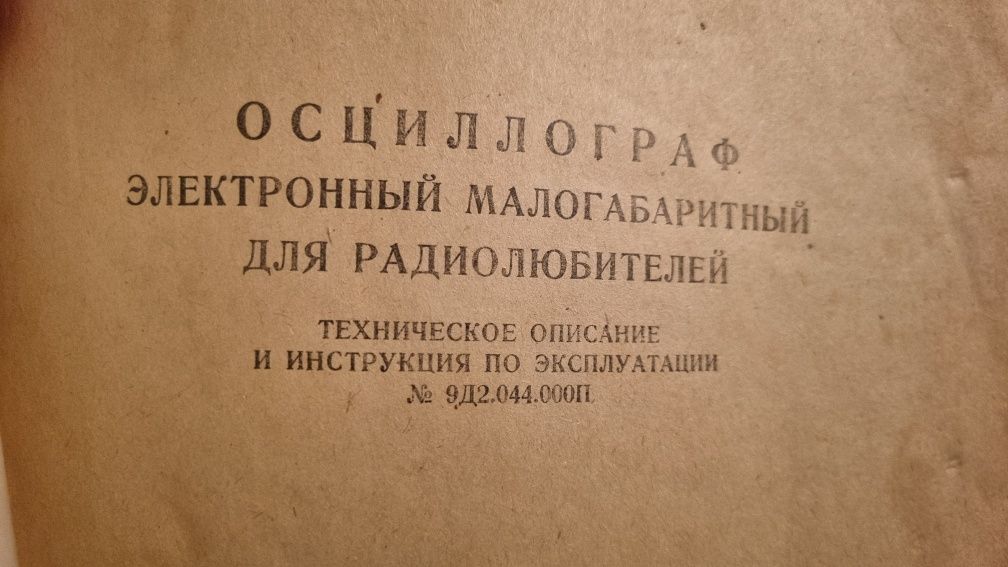 ОСЦИЛЛОГРАФ
ЭЛЕКТРОННЫЙ МАЛОГАБАРИТНЫЙ
ДЛЯ РАДИОЛЮБИТЕЛЕЙ
ТЕХНИЧЕСКОЕ ОПИСАНИЕ
И ИНСТРУКЦИЯ ПО ЭКСПЛУАТАЦИИ
№ 9Д2.044.000П